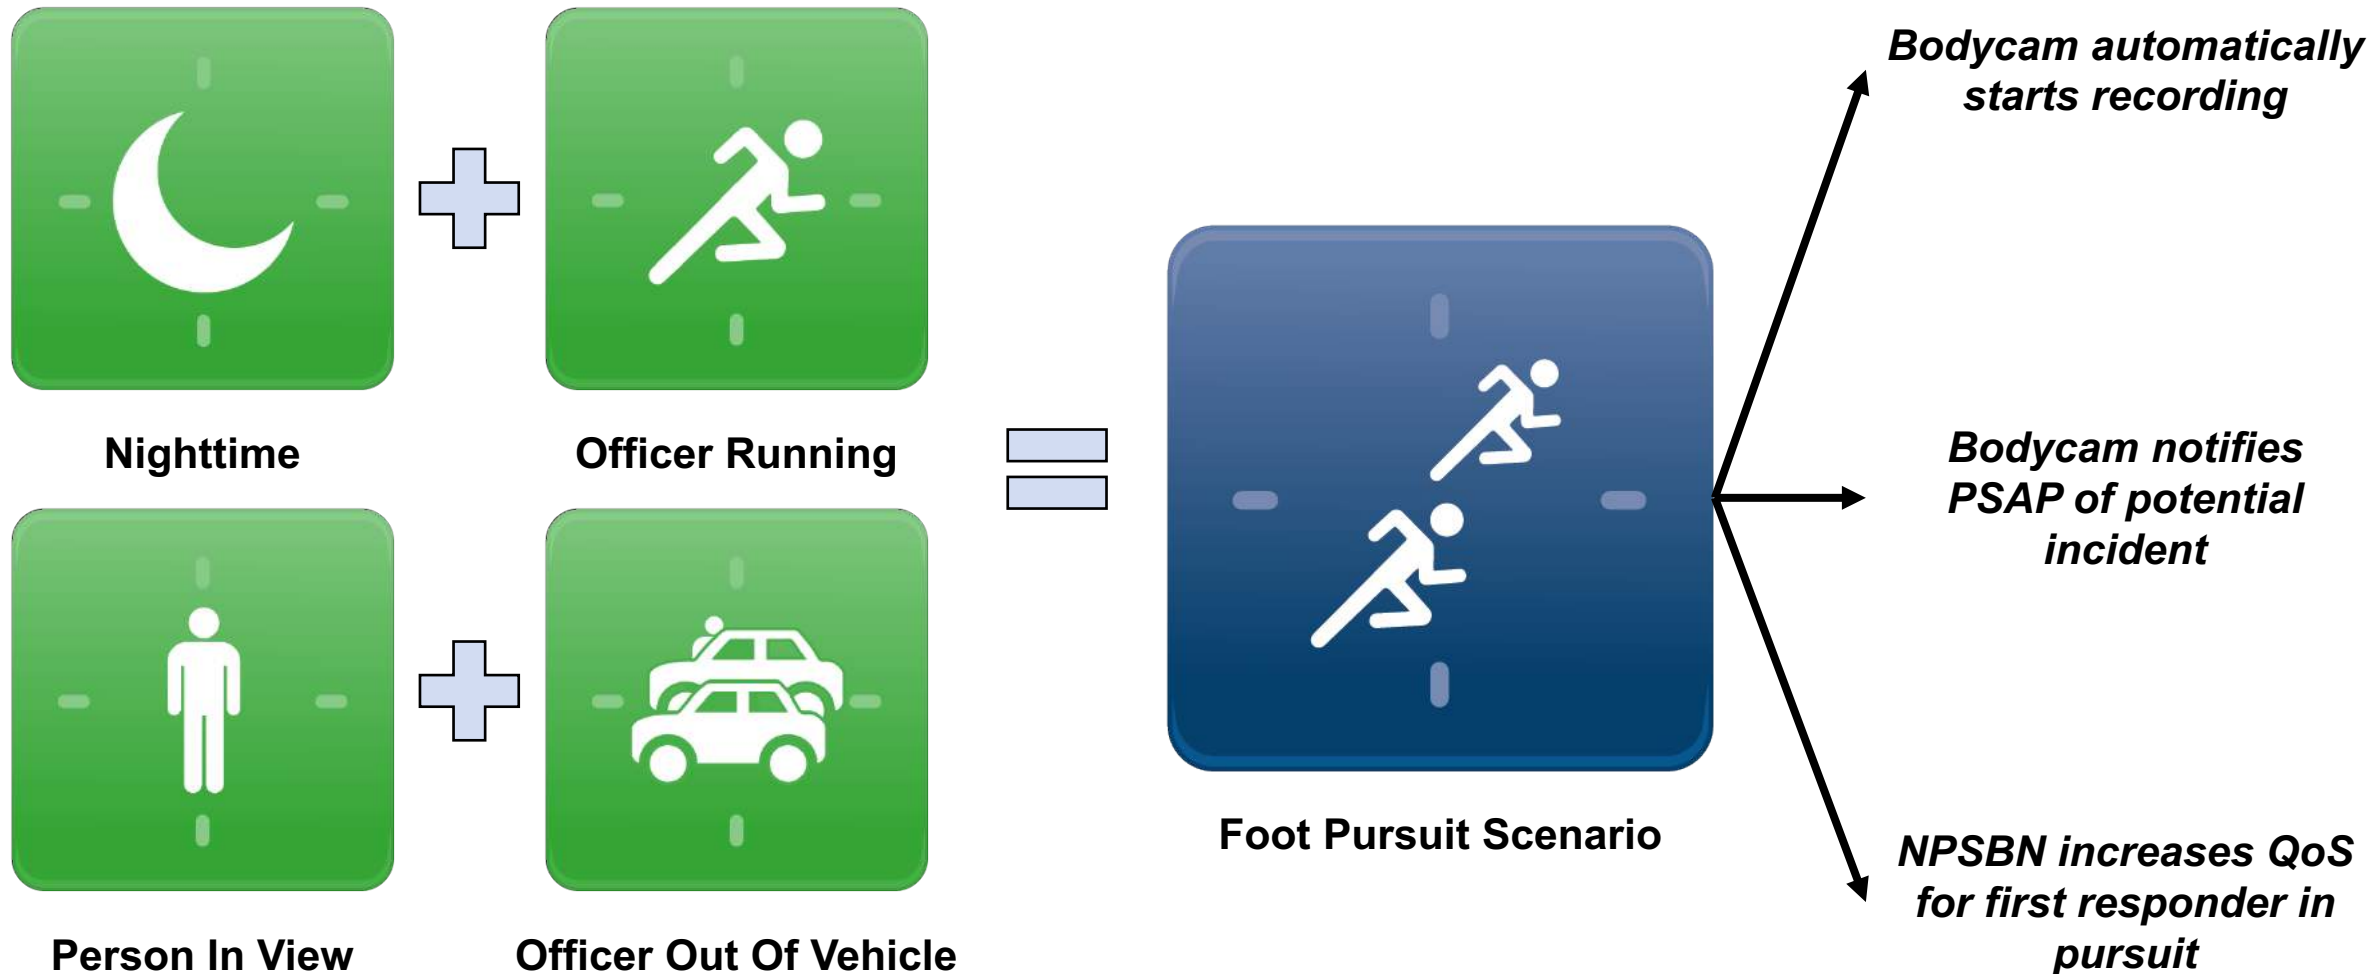 Nighttime
Officer Running
Person In View
Officer Out Of Vehicle
Foot Pursuit Scenario
Bodycam automatically
starts recording
Bodycam notifies
PSAP of potential
incident
NPSBN increases QoS
for first responder in
pursuit